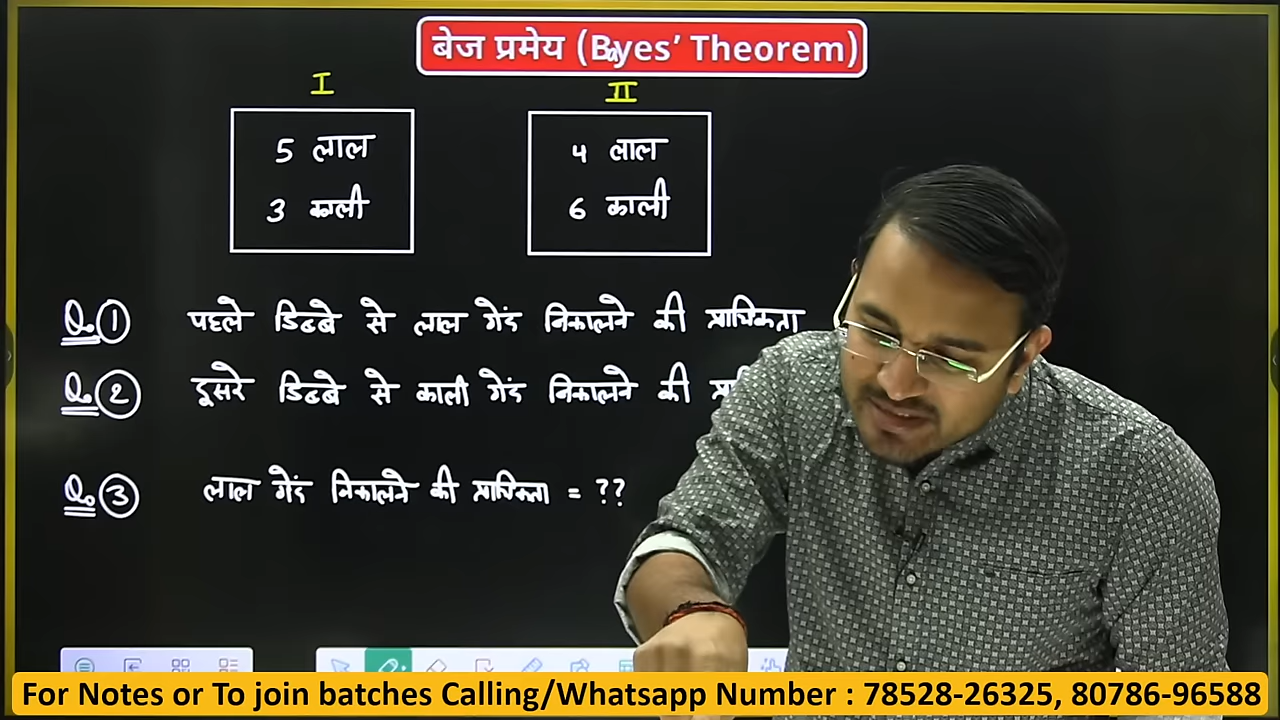 बेज प्रमेय (Bayes’ Theorem)
I
II
5 लाल
3 काली
4 लाल
6 काली
Q. 1 पहले डिब्बे से लाल गेंद निकालने की प्रायिकता
Q. 2 दूसरे डिब्बे से काली गेंद निकालने की
Q. 3 लाल गेंद निकालने की प्रायिकता = ??
For Notes or To join batches Calling/Whatsapp Number : 78528-26325, 80786-96588